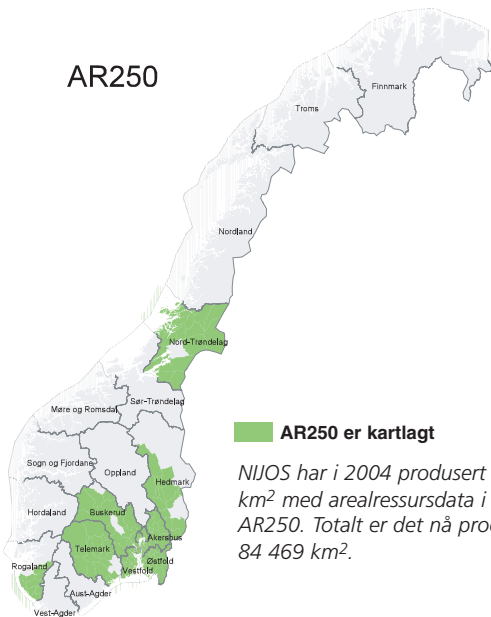 AR250
Finnmark
Troms
Nordland
Nord-Trøndelag
Sør-Trøndelag
Møre og Romsdal
Sogn og Fjordane
Oppland
Hedmark
Hordaland
Buskerud
Akershus
Telemark
Østfold
Vestfold
Rogaland
Aust-Agder
Vest-Agder
AR250 er kartlagt
NIJOS har i 2004 produsert
km² med arealressursdata i
AR250. Totalt er det nå
84 469 km².